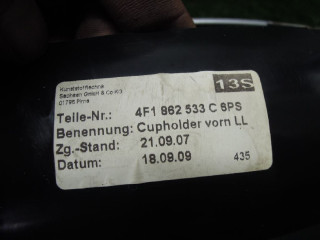 Kunststofftechnik
Sachsen GmbH & Co KG
01796 Pirna
13S
Teile-Nr.: 4F1 862 533 C 6PS
Benennung: Cupholder vorn LL
Zg.-Stand: 21.09.07
Datum: 18.09.09 435